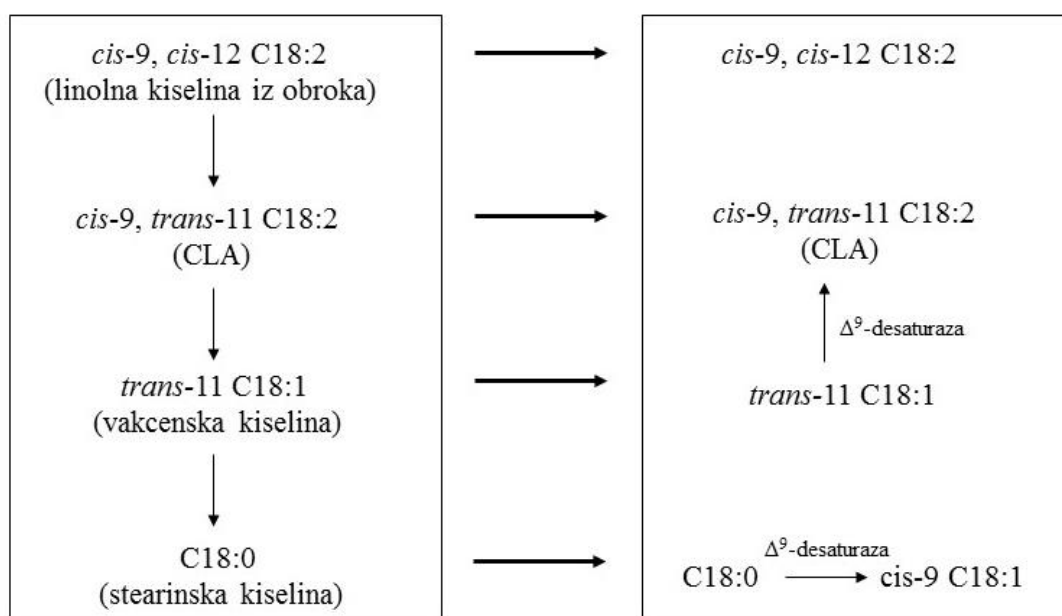 cis-9, cis-12 C18:2
(linolna kiselina iz obroka)
cis-9, trans-11 C18:2
(CLA)
trans-11 C18:1
(vakcenska kiselina)
C18:0
(stearinska kiselina)
cis-9, cis-12 C18:2
cis-9, trans-11 C18:2
(CLA)
Δ⁹-desaturaza
trans-11 C18:1
Δ⁹-desaturaza
C18:0 cis-9 C18:1